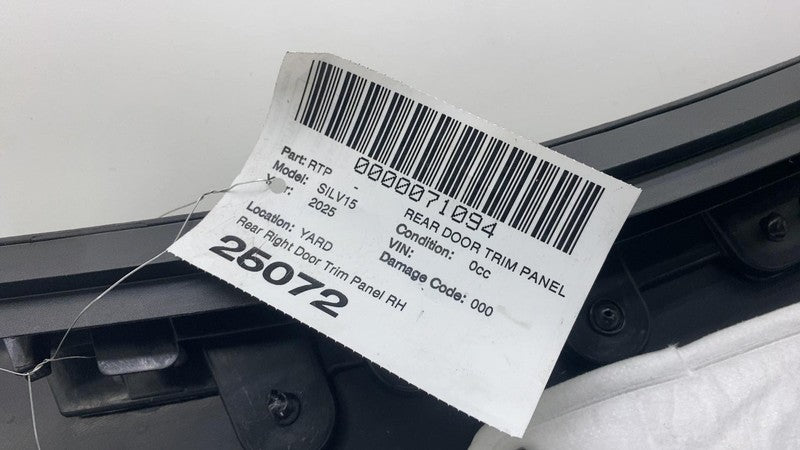 0000071094
Part: RTP - REAR DOOR TRIM PANEL
Model: SILV15 Condition: 0cc
Year: 2025 VIN:
Location: YARD Damage Code: 000
Rear Right Door Trim Panel RH
25072